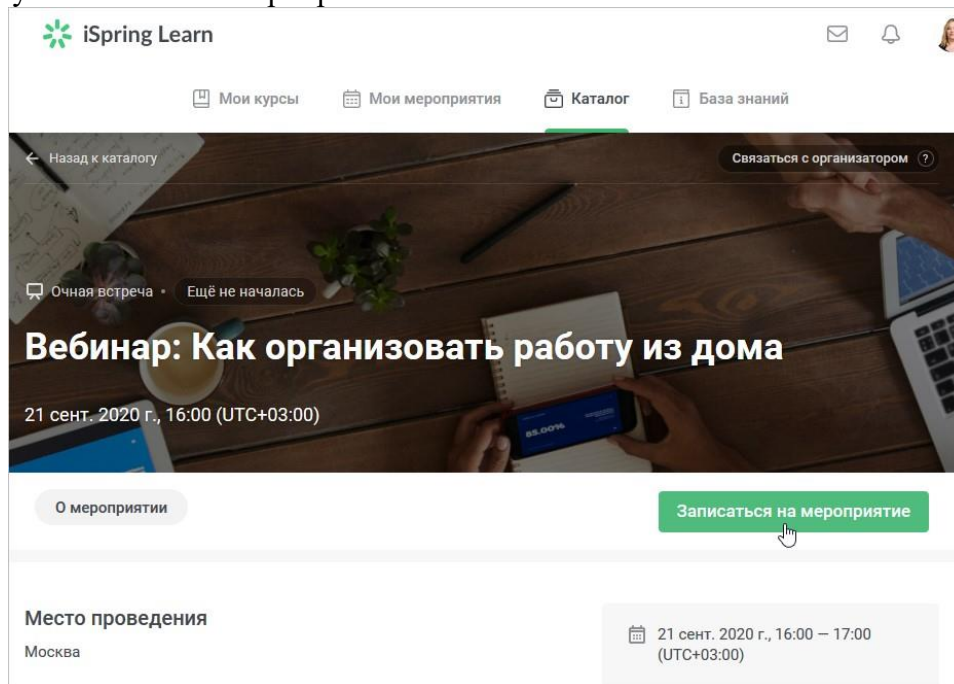 iSpring Learn
Мои курсы Мои мероприятия Каталог База знаний
← Назад к каталогу Связаться с организатором ?
Очная встреча • Ещё не началась
Вебинар: Как организовать работу из дома
21 сент. 2020 г., 16:00 (UTC+03:00)
85.00%
О мероприятии Записаться на мероприятие
Место проведения
Москва
21 сент. 2020 г., 16:00 — 17:00
(UTC+03:00)